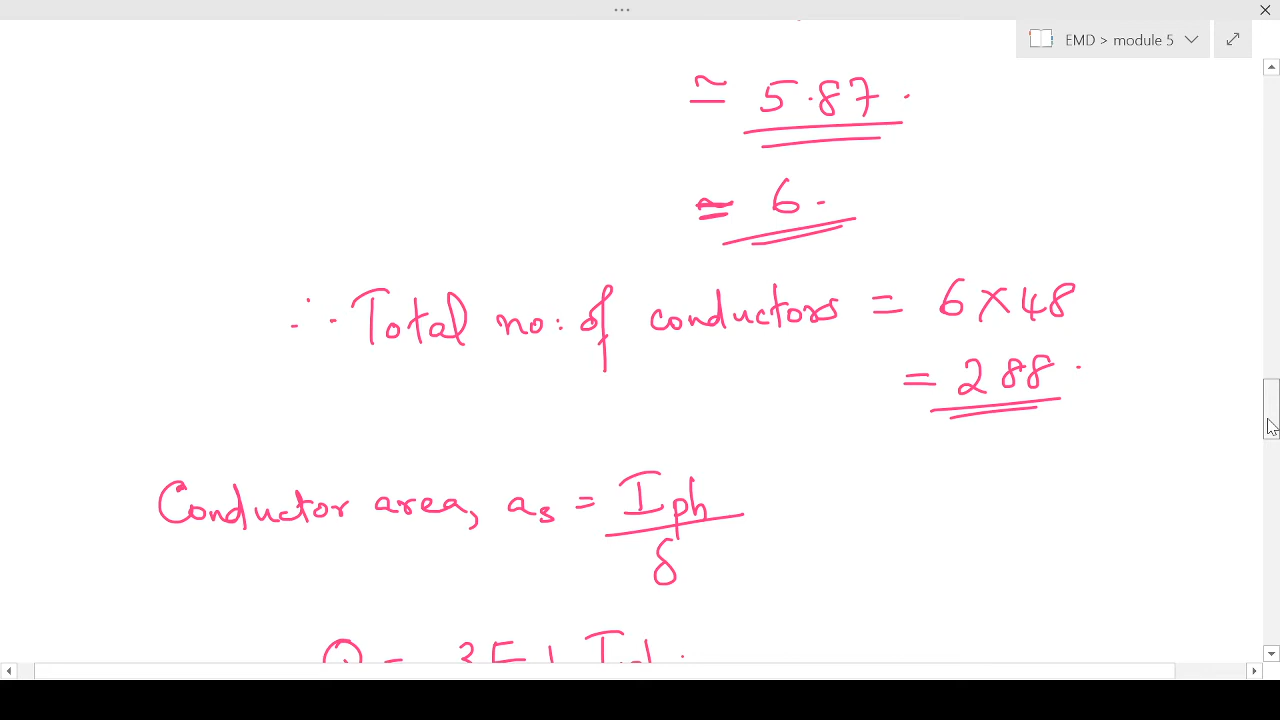 EMD > module 5
≃ 5.87.
≃ 6.
∴ Total no: of conductors = 6 × 48
= 288.
Conductor area, as = Iph
δ